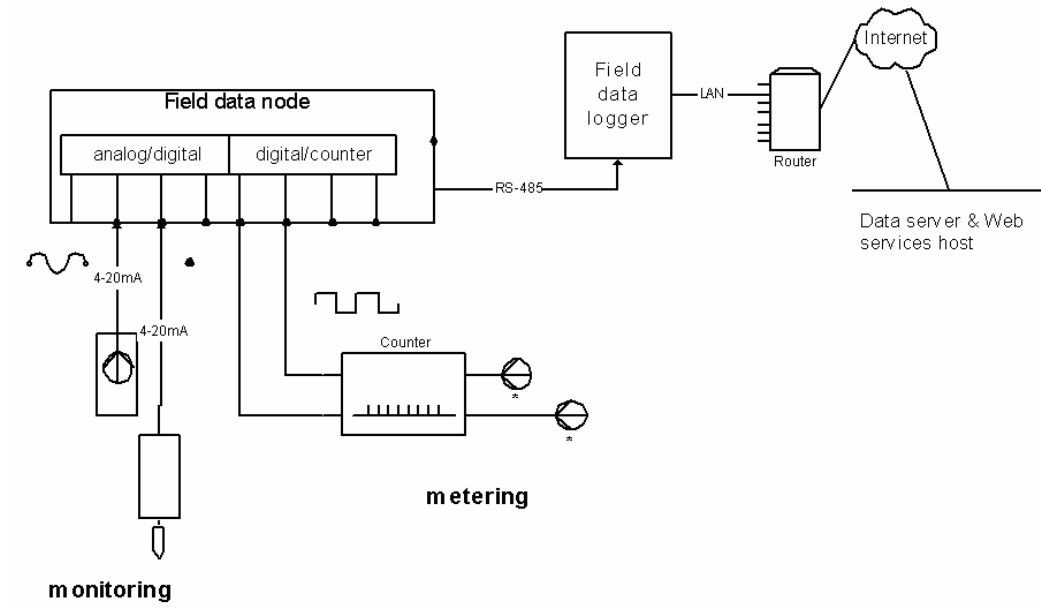 Internet
Field
data
logger
LAN
Router
Field data node
analog/digital
digital/counter
RS-485
Data server & Web
services host
4-20mA
4-20mA
Counter
*
*
metering
monitoring